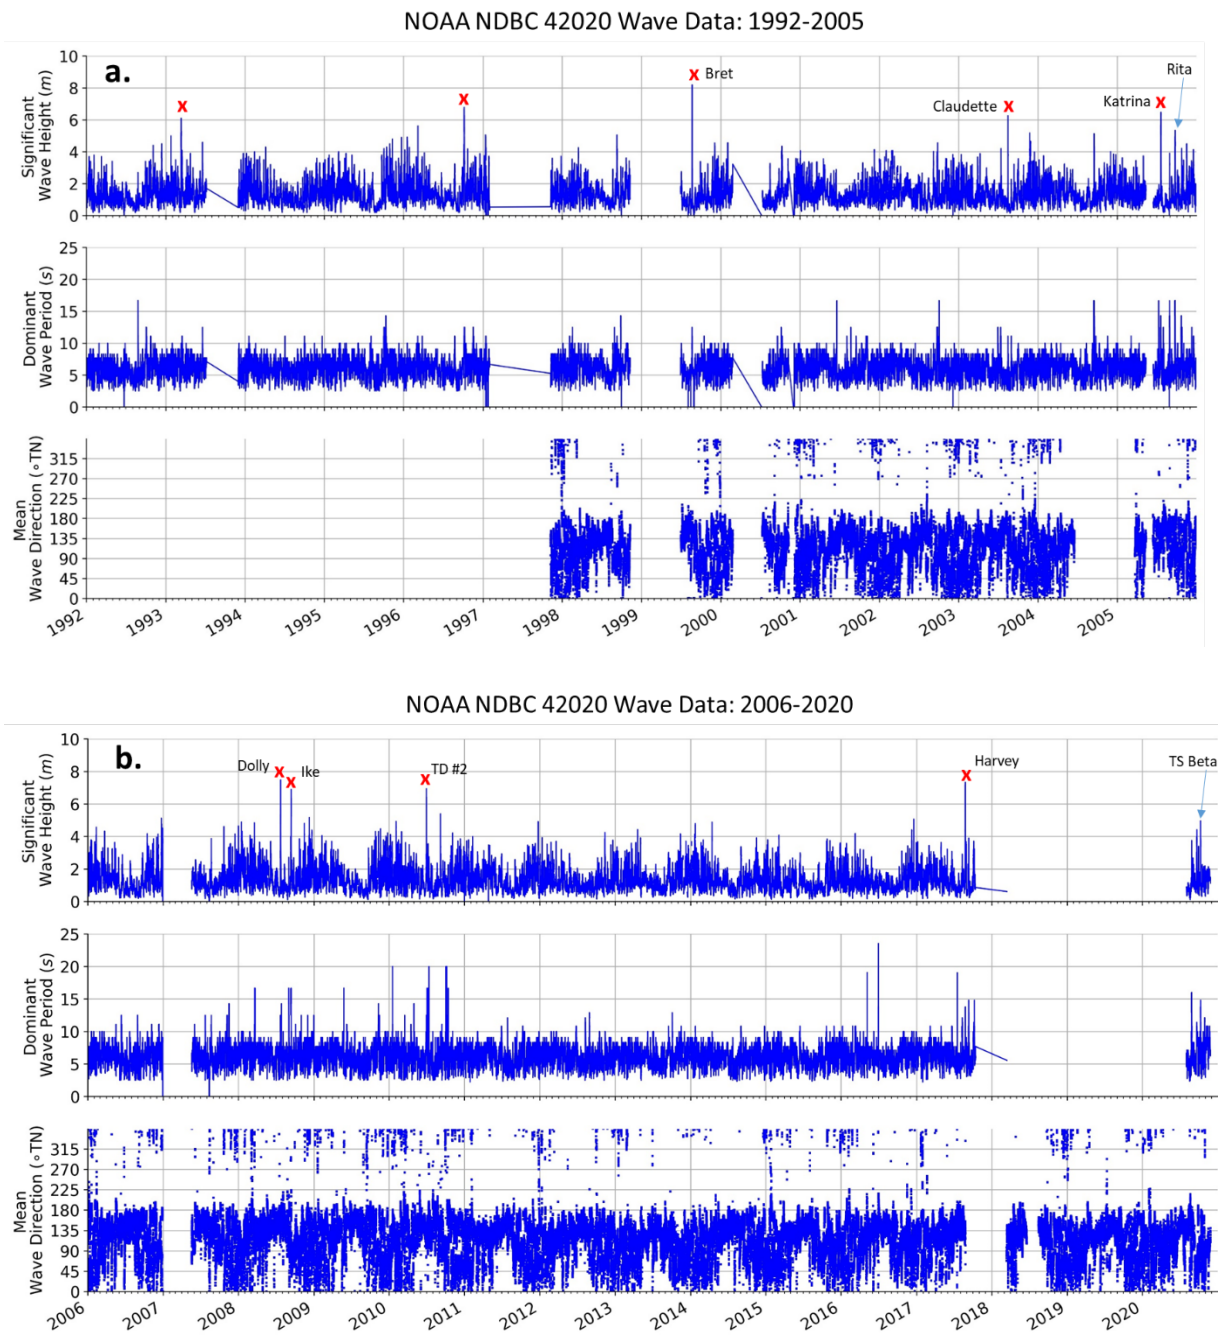 NOAA NDBC 42020 Wave Data: 1992-2005
a.
Significant
Wave Height (m)
10
8
6
4
2
0
X
X
X Bret
Claudette X
Katrina X
Rita
Dominant
Wave Period (s)
25
20
15
10
5
0
Mean
Wave Direction (∘TN)
315
270
225
180
135
90
45
0
1992 1993 1994 1995 1996 1997 1998 1999 2000 2001 2002 2003 2004 2005
NOAA NDBC 42020 Wave Data: 2006-2020
b.
Significant
Wave Height (m)
10
8
6
4
2
0
Dolly X
X Ike
X TD #2
X Harvey
TS Beta
Dominant
Wave Period (s)
25
20
15
10
5
0
Mean
Wave Direction (∘TN)
315
270
225
180
135
90
45
0
2006 2007 2008 2009 2010 2011 2012 2013 2014 2015 2016 2017 2018 2019 2020